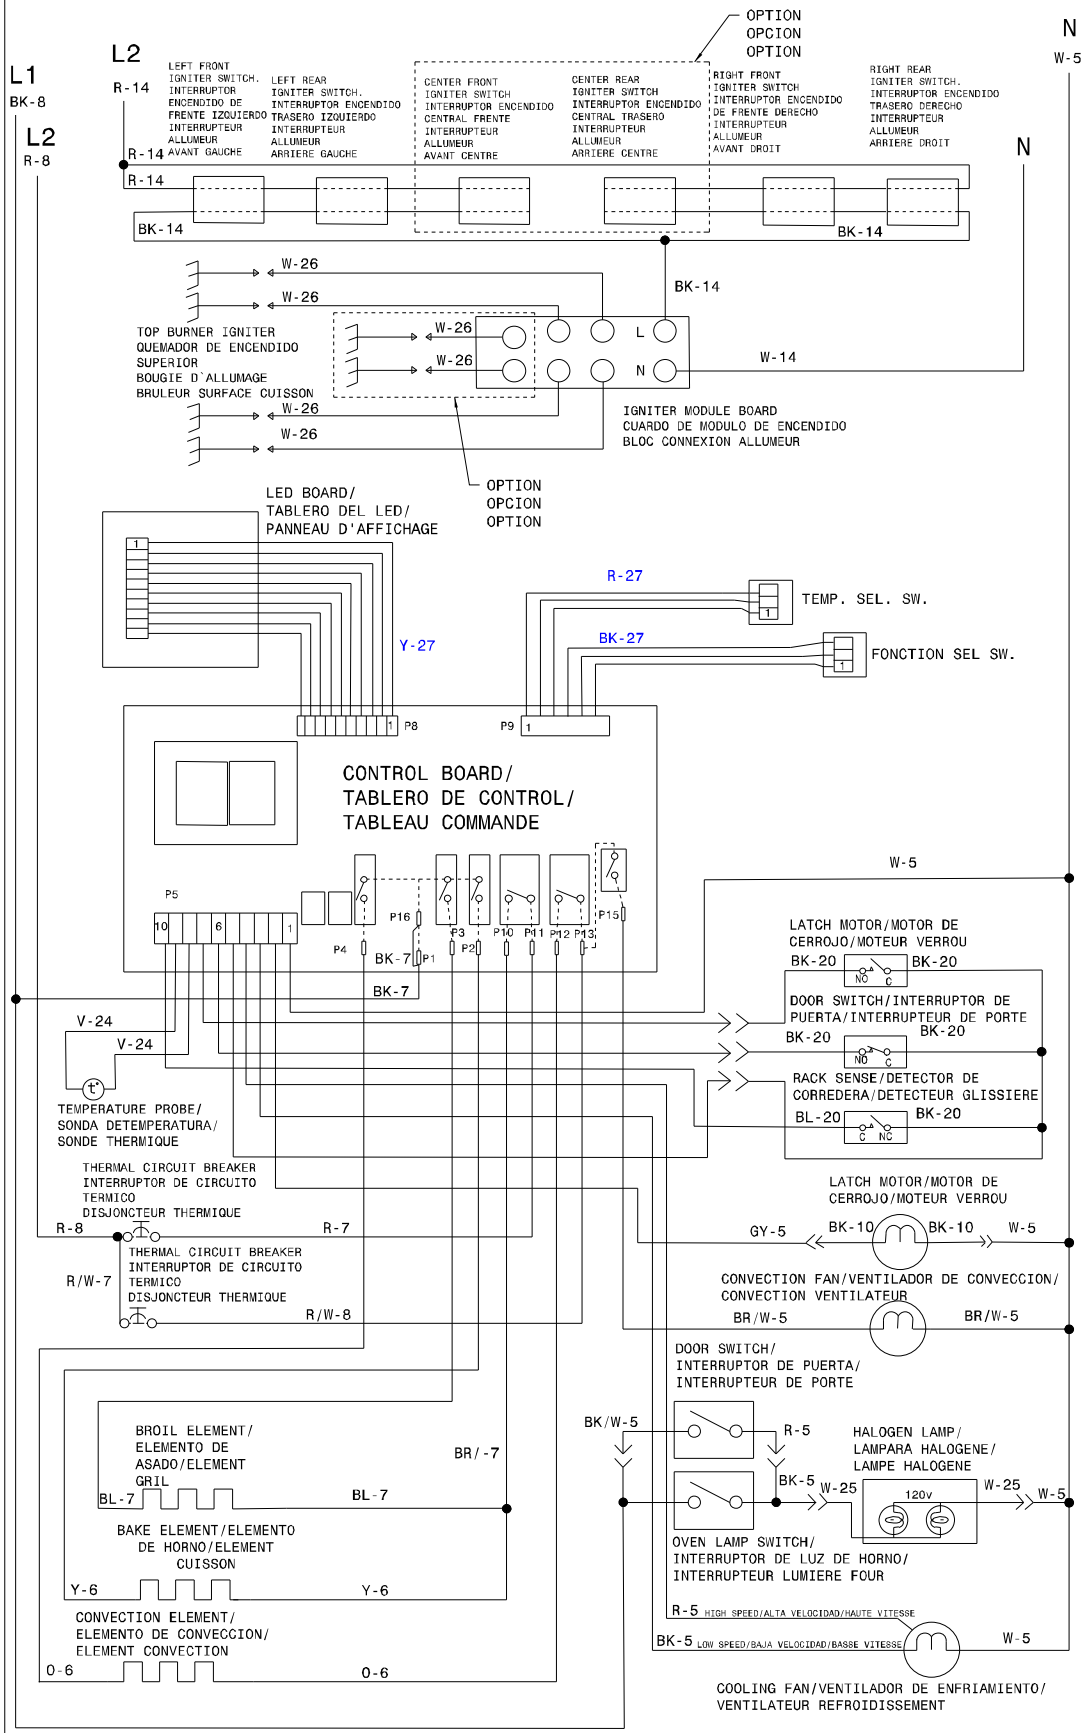 OPTION
OPCION
OPTION
N
W-5
L2
R-14
L1
BK-8
L2
R-8
LEFT FRONT
IGNITER SWITCH.
INTERRUPTOR
ENCENDIDO DE
FRENTE IZQUIERDO
INTERRUPTEUR
ALLUMEUR
AVANT GAUCHE
LEFT REAR
IGNITER SWITCH.
INTERRUPTOR ENCENDIDO
TRASERO IZQUIERDO
INTERRUPTEUR
ALLUMEUR
ARRIERE GAUCHE
CENTER FRONT
IGNITER SWITCH
INTERRUPTOR ENCENDIDO
CENTRAL FRENTE
INTERRUPTEUR
ALLUMEUR
AVANT CENTRE
CENTER REAR
IGNITER SWITCH
INTERRUPTOR ENCENDIDO
CENTRAL TRASERO
INTERRUPTEUR
ALLUMEUR
ARRIERE CENTRE
RIGHT FRONT
IGNITER SWITCH
INTERRUPTOR ENCENDIDO
DE FRENTE DERECHO
INTERRUPTEUR
ALLUMEUR
AVANT DROIT
RIGHT REAR
IGNITER SWITCH.
INTERRUPTOR ENCENDIDO
TRASERO DERECHO
INTERRUPTEUR
ALLUMEUR
ARRIERE DROIT
N
R-14
R-14
BK-14
BK-14
BK-14
W-26
W-26
W-26
W-26
L
N
W-14
TOP BURNER IGNITER
QUEMADOR DE ENCENDIDO
SUPERIOR
BOUGIE D`ALLUMAGE
BRULEUR SURFACE CUISSON
W-26
W-26
IGNITER MODULE BOARD
CUARDO DE MODULO DE ENCENDIDO
BLOC CONNEXION ALLUMEUR
OPTION
OPCION
OPTION
LED BOARD/
TABLERO DEL LED/
PANNEAU D'AFFICHAGE
1
Y-27
R-27
1
TEMP. SEL. SW.
BK-27
1
FONCTION SEL SW.
1
P8
P9
1
CONTROL BOARD/
TABLERO DE CONTROL/
TABLEAU COMMANDE
P5
10
6
1
P4
P16
P1
P3
P2
P10
P11
P12
P13
P15
BK-7
BK-7
W-5
LATCH MOTOR/MOTOR DE
CERROJO/MOTEUR VERROU
BK-20
BK-20
NO
C
DOOR SWITCH/INTERRUPTOR DE
PUERTA/INTERRUPTEUR DE PORTE
BK-20
BK-20
NO
C
RACK SENSE/DETECTOR DE
CORREDERA/DETECTEUR GLISSIERE
BL-20
BK-20
C
NC
V-24
V-24
t°
TEMPERATURE PROBE/
SONDA DETEMPERATURA/
SONDE THERMIQUE
THERMAL CIRCUIT BREAKER
INTERRUPTOR DE CIRCUITO
TERMICO
DISJONCTEUR THERMIQUE
R-8
R-7
THERMAL CIRCUIT BREAKER
INTERRUPTOR DE CIRCUITO
TERMICO
DISJONCTEUR THERMIQUE
R/W-7
R/W-8
LATCH MOTOR/MOTOR DE
CERROJO/MOTEUR VERROU
GY-5
BK-10
BK-10
W-5
CONVECTION FAN/VENTILADOR DE CONVECCION/
CONVECTION VENTILATEUR
BR/W-5
BR/W-5
DOOR SWITCH/
INTERRUPTOR DE PUERTA/
INTERRUPTEUR DE PORTE
BK/W-5
R-5
HALOGEN LAMP/
LAMPARA HALOGENE/
LAMPE HALOGENE
BK-5
W-25
120v
W-25
W-5
OVEN LAMP SWITCH/
INTERRUPTOR DE LUZ DE HORNO/
INTERRUPTEUR LUMIERE FOUR
BROIL ELEMENT/
ELEMENTO DE
ASADO/ELEMENT
GRIL
BR/-7
BL-7
BL-7
BAKE ELEMENT/ELEMENTO
DE HORNO/ELEMENT
CUISSON
Y-6
Y-6
CONVECTION ELEMENT/
ELEMENTO DE CONVECCION/
ELEMENT CONVECTION
O-6
O-6
R-5 HIGH SPEED/ALTA VELOCIDAD/HAUTE VITESSE
BK-5 LOW SPEED/BAJA VELOCIDAD/BASSE VITESSE
W-5
COOLING FAN/VENTILADOR DE ENFRIAMIENTO/
VENTILATEUR REFROIDISSEMENT